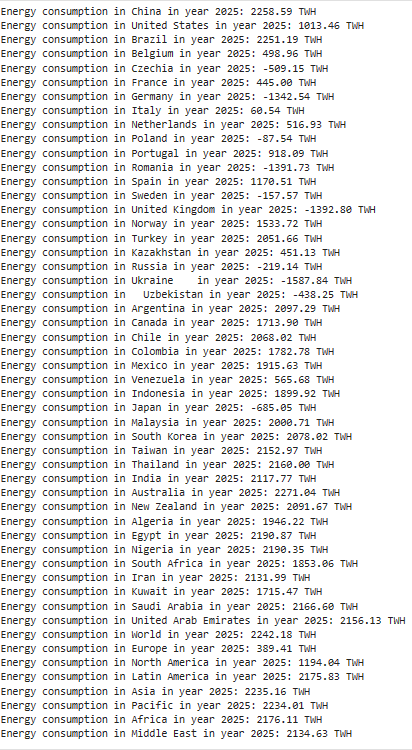 Energy consumption in China in year 2025: 2258.59 TWH
Energy consumption in United States in year 2025: 1013.46 TWH
Energy consumption in Brazil in year 2025: 2251.19 TWH
Energy consumption in Belgium in year 2025: 498.96 TWH
Energy consumption in Czechia in year 2025: -509.15 TWH
Energy consumption in France in year 2025: 445.00 TWH
Energy consumption in Germany in year 2025: -1342.54 TWH
Energy consumption in Italy in year 2025: 60.54 TWH
Energy consumption in Netherlands in year 2025: 516.93 TWH
Energy consumption in Poland in year 2025: -87.54 TWH
Energy consumption in Portugal in year 2025: 918.09 TWH
Energy consumption in Romania in year 2025: -1391.73 TWH
Energy consumption in Spain in year 2025: 1170.51 TWH
Energy consumption in Sweden in year 2025: -157.57 TWH
Energy consumption in United Kingdom in year 2025: -1392.80 TWH
Energy consumption in Norway in year 2025: 1533.72 TWH
Energy consumption in Turkey in year 2025: 2051.66 TWH
Energy consumption in Kazakhstan in year 2025: 451.13 TWH
Energy consumption in Russia in year 2025: -219.14 TWH
Energy consumption in Ukraine    in year 2025: -1587.84 TWH
Energy consumption in   Uzbekistan in year 2025: -438.25 TWH
Energy consumption in Argentina in year 2025: 2097.29 TWH
Energy consumption in Canada in year 2025: 1713.90 TWH
Energy consumption in Chile in year 2025: 2068.02 TWH
Energy consumption in Colombia in year 2025: 1782.78 TWH
Energy consumption in Mexico in year 2025: 1915.63 TWH
Energy consumption in Venezuela in year 2025: 565.68 TWH
Energy consumption in Indonesia in year 2025: 1899.92 TWH
Energy consumption in Japan in year 2025: -685.05 TWH
Energy consumption in Malaysia in year 2025: 2000.71 TWH
Energy consumption in South Korea in year 2025: 2078.02 TWH
Energy consumption in Taiwan in year 2025: 2152.97 TWH
Energy consumption in Thailand in year 2025: 2160.00 TWH
Energy consumption in India in year 2025: 2117.77 TWH
Energy consumption in Australia in year 2025: 2271.04 TWH
Energy consumption in New Zealand in year 2025: 2091.67 TWH
Energy consumption in Algeria in year 2025: 1946.22 TWH
Energy consumption in Egypt in year 2025: 2190.87 TWH
Energy consumption in Nigeria in year 2025: 2190.35 TWH
Energy consumption in South Africa in year 2025: 1853.06 TWH
Energy consumption in Iran in year 2025: 2131.99 TWH
Energy consumption in Kuwait in year 2025: 1715.47 TWH
Energy consumption in Saudi Arabia in year 2025: 2166.60 TWH
Energy consumption in United Arab Emirates in year 2025: 2156.13 TWH
Energy consumption in World in year 2025: 2242.18 TWH
Energy consumption in Europe in year 2025: 389.41 TWH
Energy consumption in North America in year 2025: 1194.04 TWH
Energy consumption in Latin America in year 2025: 2175.83 TWH
Energy consumption in Asia in year 2025: 2235.16 TWH
Energy consumption in Pacific in year 2025: 2234.01 TWH
Energy consumption in Africa in year 2025: 2176.11 TWH
Energy consumption in Middle East in year 2025: 2134.63 TWH